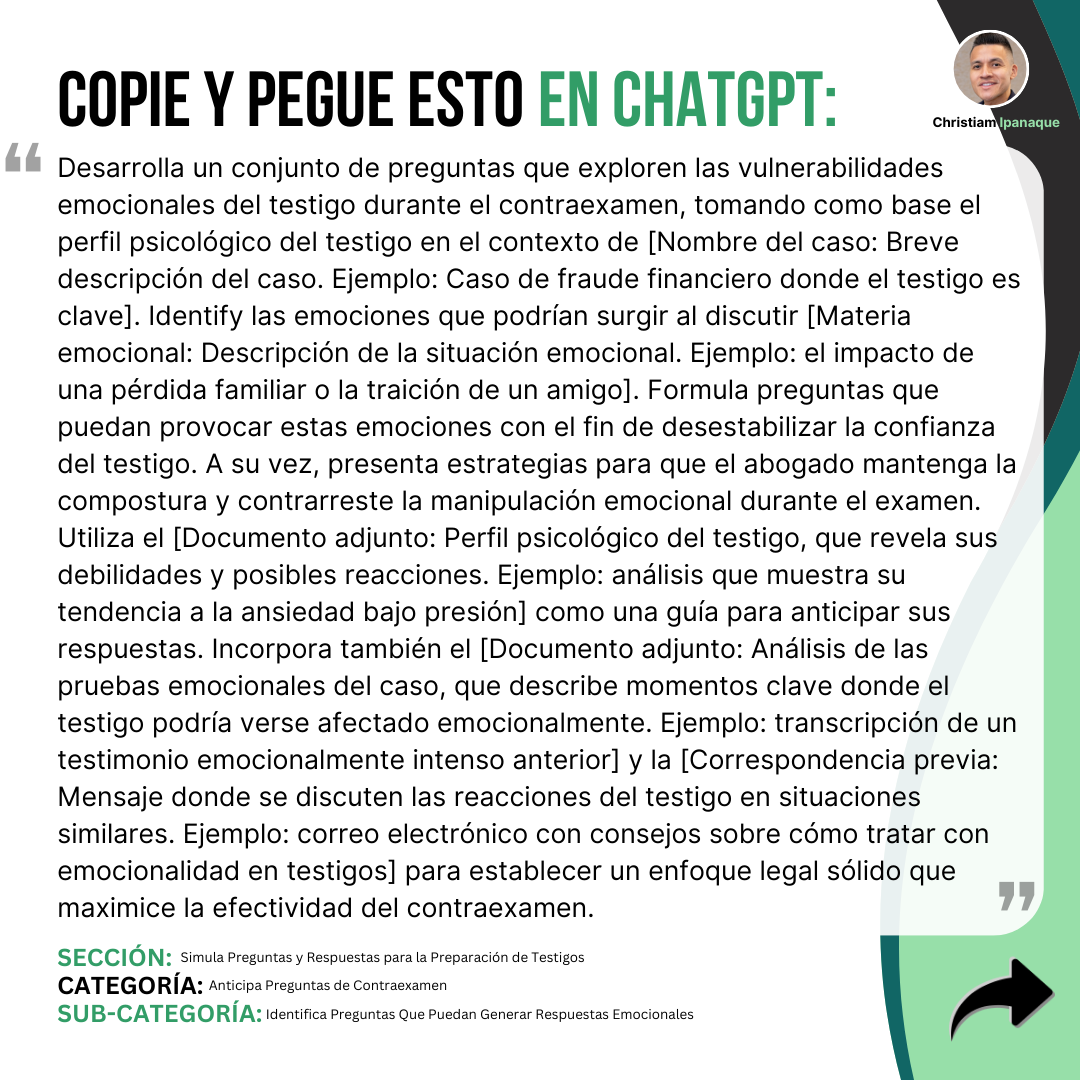 COPIE Y PEGUE ESTO EN CHATGPT:
Christiam Ipanaque
“
Desarrolla un conjunto de preguntas que exploren las vulnerabilidades
emocionales del testigo durante el contraexamen, tomando como base el
perfil psicológico del testigo en el contexto de [Nombre del caso: Breve
descripción del caso. Ejemplo: Caso de fraude financiero donde el testigo es
clave]. Identify las emociones que podrían surgir al discutir [Materia
emocional: Descripción de la situación emocional. Ejemplo: el impacto de
una pérdida familiar o la traición de un amigo]. Formula preguntas que
puedan provocar estas emociones con el fin de desestabilizar la confianza
del testigo. A su vez, presenta estrategias para que el abogado mantenga la
compostura y contrarreste la manipulación emocional durante el examen.
Utiliza el [Documento adjunto: Perfil psicológico del testigo, que revela sus
debilidades y posibles reacciones. Ejemplo: análisis que muestra su
tendencia a la ansiedad bajo presión] como una guía para anticipar sus
respuestas. Incorpora también el [Documento adjunto: Análisis de las
pruebas emocionales del caso, que describe momentos clave donde el
testigo podría verse afectado emocionalmente. Ejemplo: transcripción de un
testimonio emocionalmente intenso anterior] y la [Correspondencia previa:
Mensaje donde se discuten las reacciones del testigo en situaciones
similares. Ejemplo: correo electrónico con consejos sobre cómo tratar con
emocionalidad en testigos] para establecer un enfoque legal sólido que
maximice la efectividad del contraexamen.
”
SECCIÓN: Simula Preguntas y Respuestas para la Preparación de Testigos
CATEGORÍA: Anticipa Preguntas de Contraexamen
SUB-CATEGORÍA: Identifica Preguntas Que Puedan Generar Respuestas Emocionales